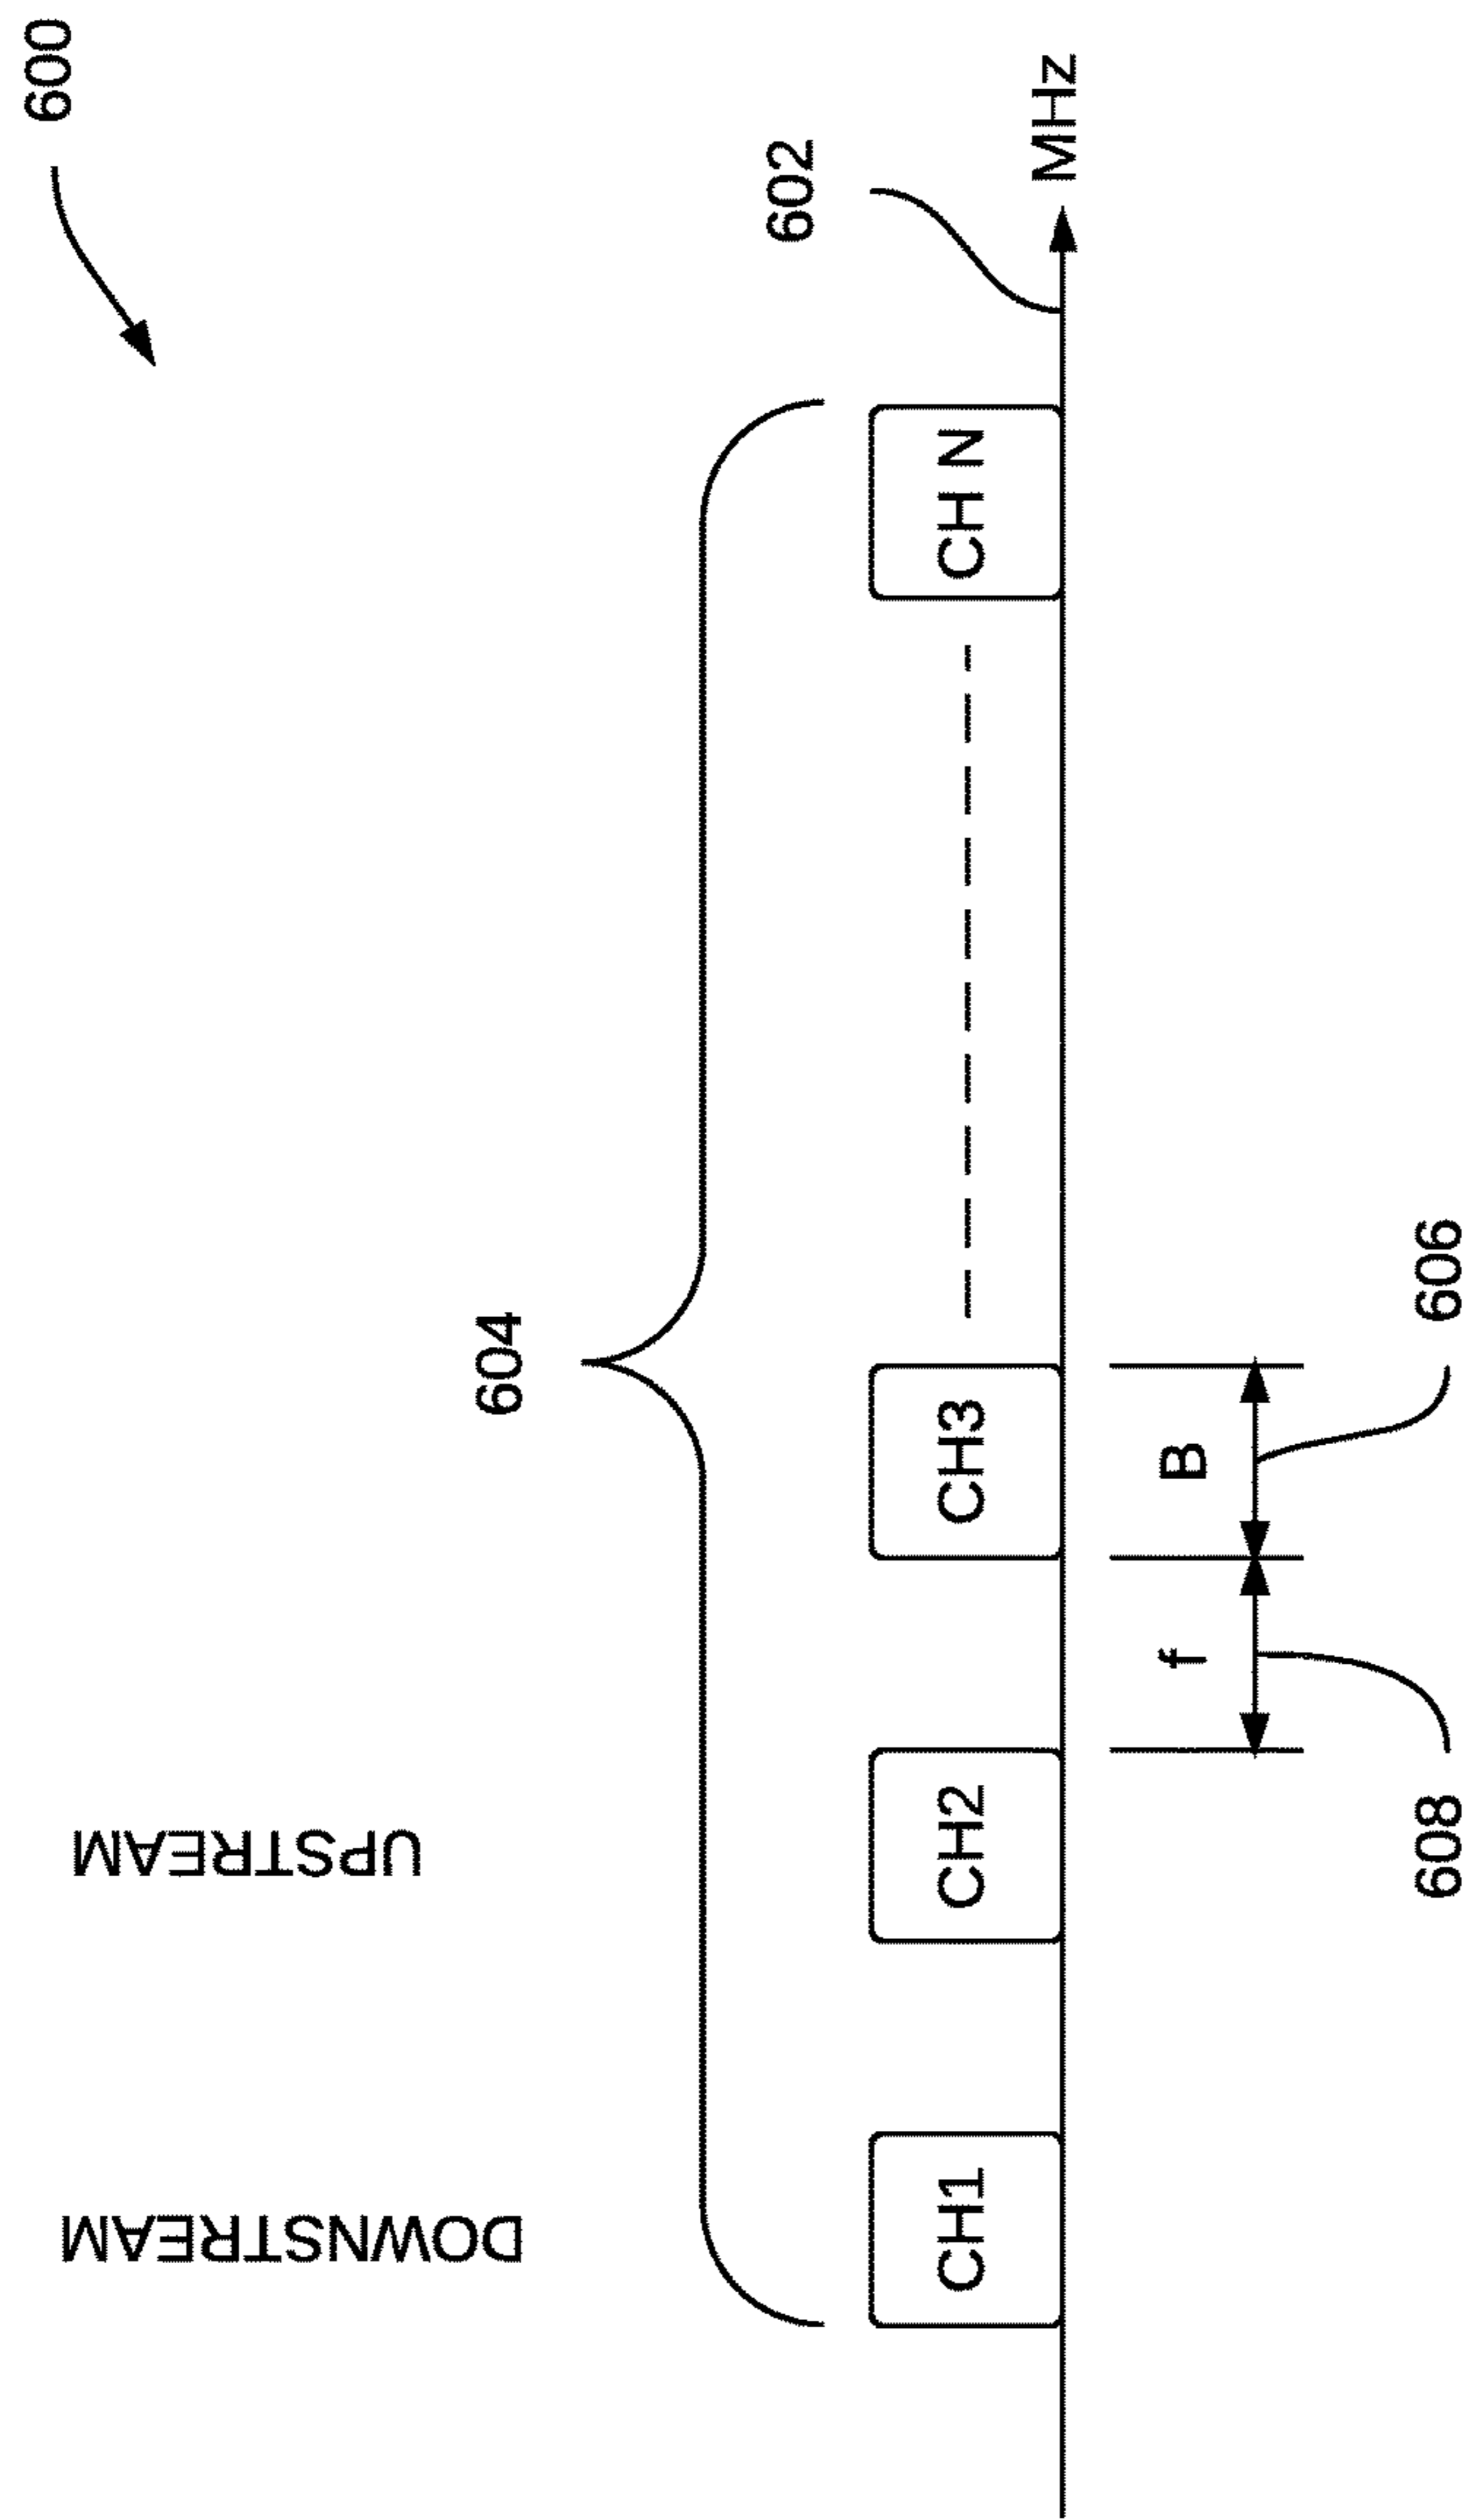 600
DOWNSTREAM
UPSTREAM
604
602
CH1
CH2
CH3
CH N
MHz
f
B
608
606